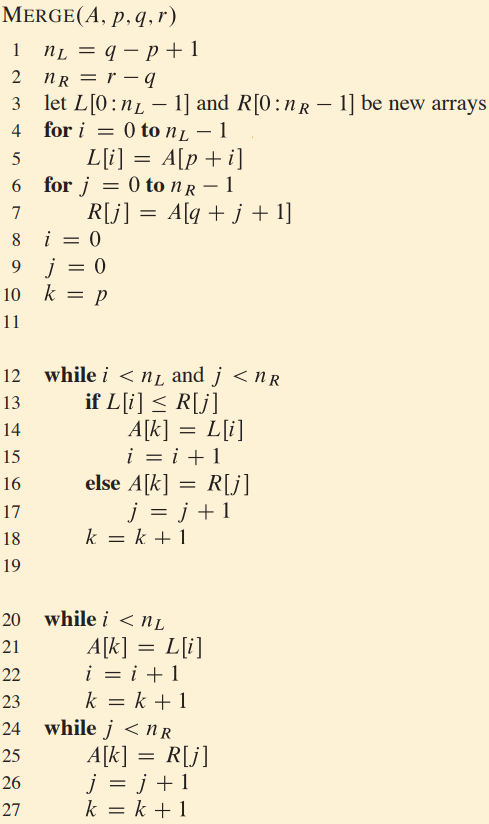 MERGE(A, p, q, r)
1 n_L = q − p + 1
2 n_R = r − q
3 let L[0 : n_L − 1] and R[0 : n_R − 1] be new arrays
4 for i = 0 to n_L − 1
5 L[i] = A[p + i]
6 for j = 0 to n_R − 1
7 R[j] = A[q + j + 1]
8 i = 0
9 j = 0
10 k = p
11
12 while i < n_L and j < n_R
13 if L[i] ≤ R[j]
14 A[k] = L[i]
15 i = i + 1
16 else A[k] = R[j]
17 j = j + 1
18 k = k + 1
19
20 while i < n_L
21 A[k] = L[i]
22 i = i + 1
23 k = k + 1
24 while j < n_R
25 A[k] = R[j]
26 j = j + 1
27 k = k + 1